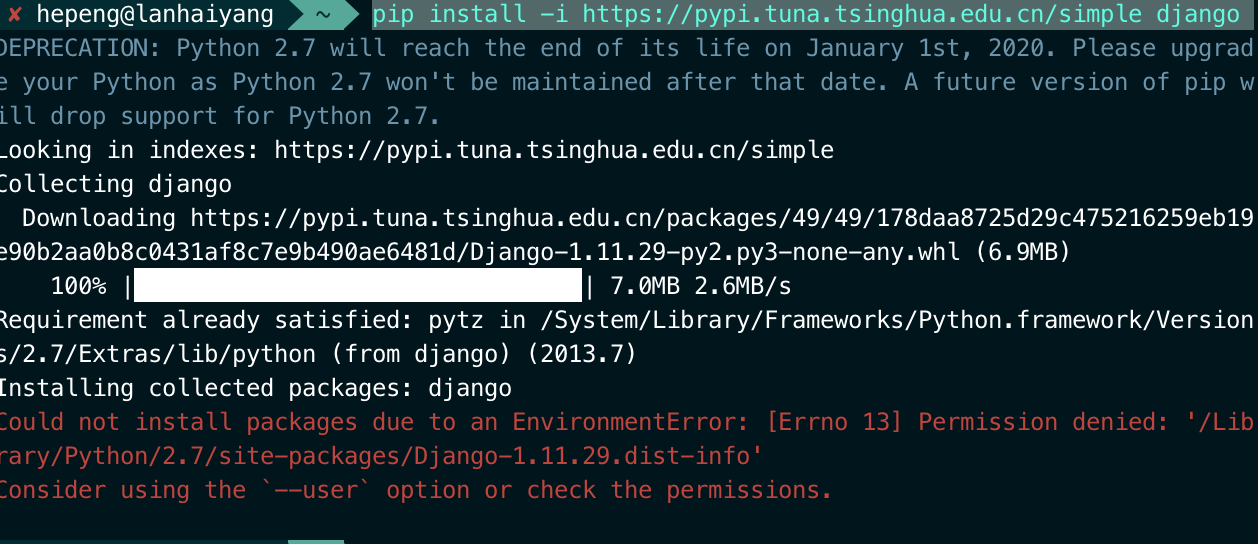 ✘ hepeng@lanhaiyang ~ pip install -i https://pypi.tuna.tsinghua.edu.cn/simple django
DEPRECATION: Python 2.7 will reach the end of its life on January 1st, 2020. Please upgrad
e your Python as Python 2.7 won't be maintained after that date. A future version of pip w
ill drop support for Python 2.7.
Looking in indexes: https://pypi.tuna.tsinghua.edu.cn/simple
Collecting django
  Downloading https://pypi.tuna.tsinghua.edu.cn/packages/49/49/178daa8725d29c475216259eb19
e90b2aa0b8c0431af8c7e9b490ae6481d/Django-1.11.29-py2.py3-none-any.whl (6.9MB)
    100% |████████████████████████████████| 7.0MB 2.6MB/s
Requirement already satisfied: pytz in /System/Library/Frameworks/Python.framework/Version
s/2.7/Extras/lib/python (from django) (2013.7)
Installing collected packages: django
Could not install packages due to an EnvironmentError: [Errno 13] Permission denied: '/Lib
rary/Python/2.7/site-packages/Django-1.11.29.dist-info'
Consider using the `--user` option or check the permissions.